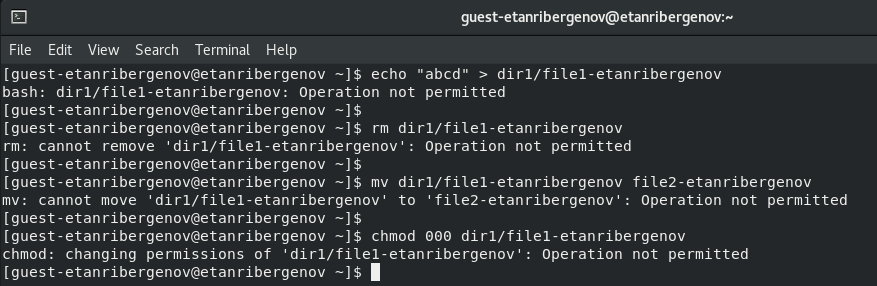 guest-etanribergenov@etanribergenov:~
File Edit View Search Terminal Help
[guest-etanribergenov@etanribergenov ~]$ echo "abcd" > dir1/file1-etanribergenov
bash: dir1/file1-etanribergenov: Operation not permitted
[guest-etanribergenov@etanribergenov ~]$
[guest-etanribergenov@etanribergenov ~]$ rm dir1/file1-etanribergenov
rm: cannot remove 'dir1/file1-etanribergenov': Operation not permitted
[guest-etanribergenov@etanribergenov ~]$
[guest-etanribergenov@etanribergenov ~]$ mv dir1/file1-etanribergenov file2-etanribergenov
mv: cannot move 'dir1/file1-etanribergenov' to 'file2-etanribergenov': Operation not permitted
[guest-etanribergenov@etanribergenov ~]$
[guest-etanribergenov@etanribergenov ~]$ chmod 000 dir1/file1-etanribergenov
chmod: changing permissions of 'dir1/file1-etanribergenov': Operation not permitted
[guest-etanribergenov@etanribergenov ~]$